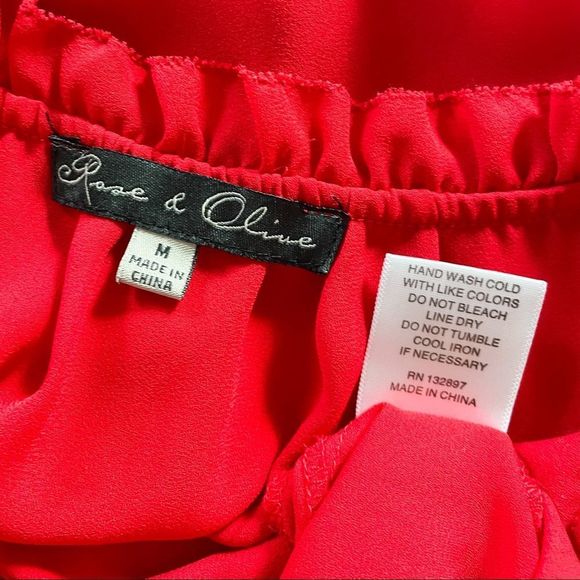 Rose & Olive
M
MADE IN
CHINA
HAND WASH COLD
WITH LIKE COLORS
DO NOT BLEACH
LINE DRY
DO NOT TUMBLE
COOL IRON
IF NECESSARY
RN 132897
MADE IN CHINA